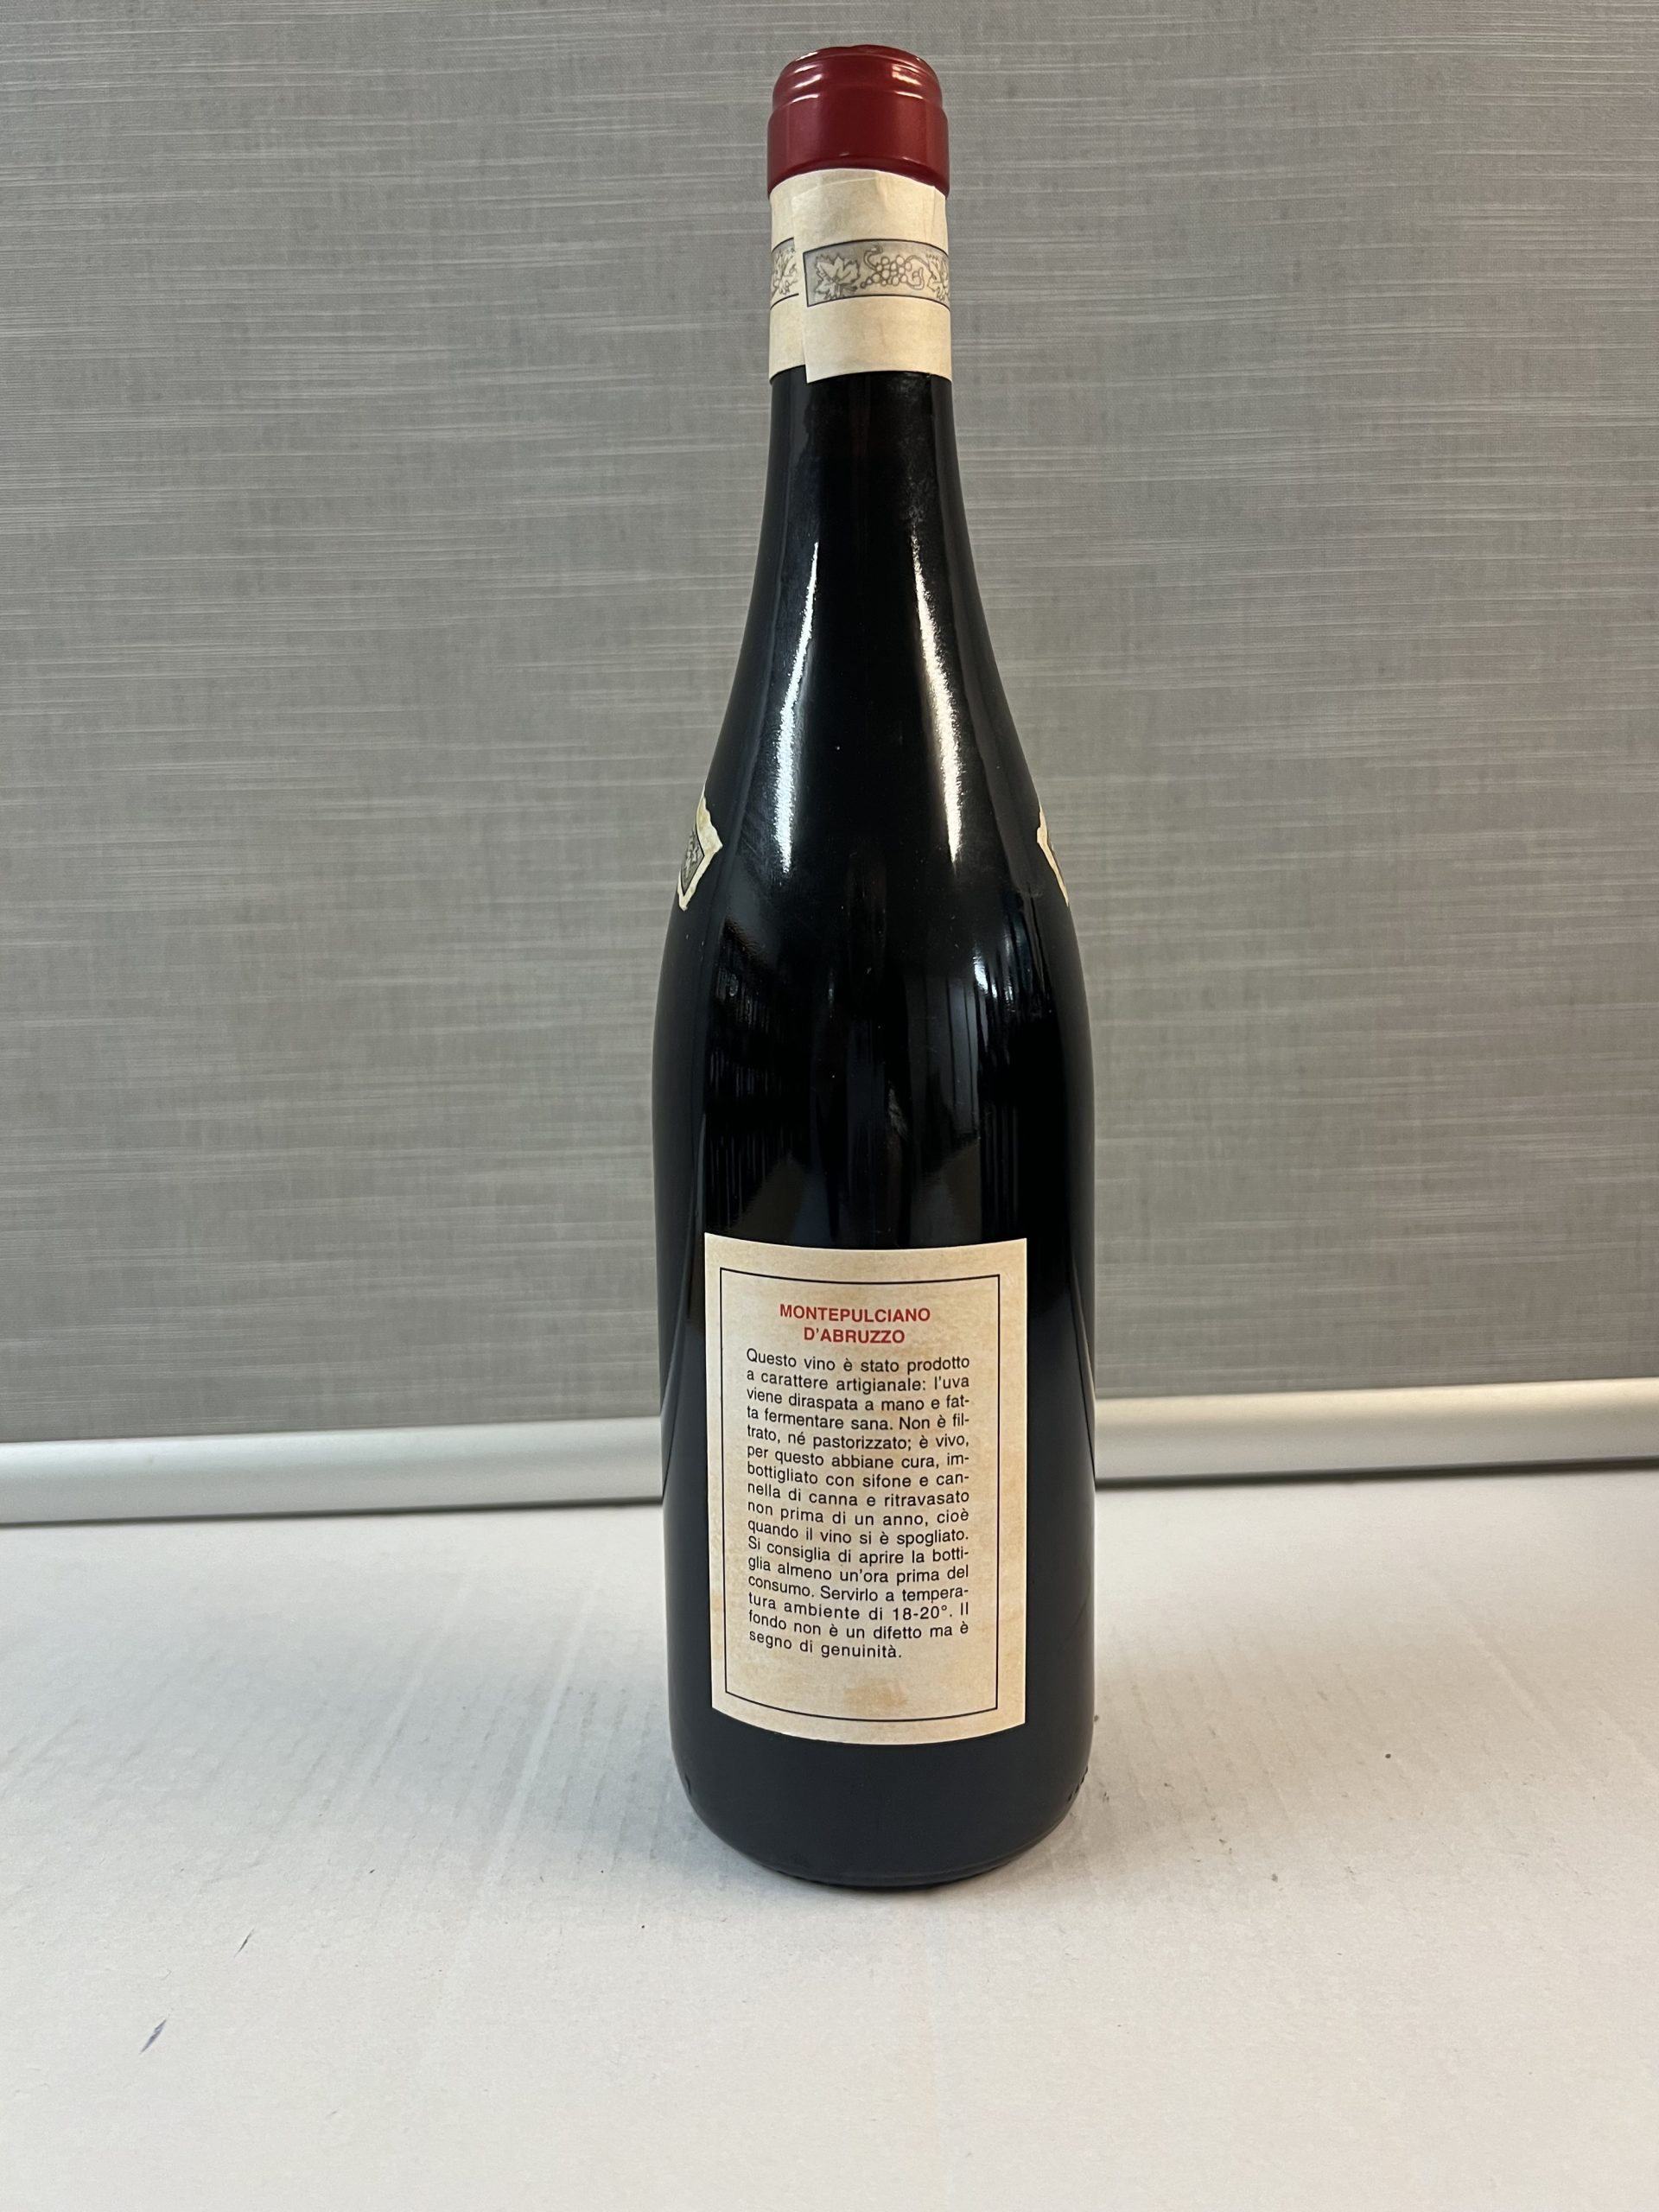 MONTEPULCIANO
D'ABRUZZO
Questo vino è stato prodotto
a carattere artigianale: l'uva
viene diraspata a mano e fat-
ta fermentare sana. Non è fil-
trato, né pastorizzato; è vivo,
per questo abbiane cura, im-
bottigliato con sifone e can-
nella di canna e ritravasato
non prima di un anno, cioè
quando il vino si è spogliato.
Si consiglia di aprire la botti-
glia almeno un'ora prima del
consumo. Servirlo a tempera-
tura ambiente di 18-20°. Il
fondo non è un difetto ma è
segno di genuinità.